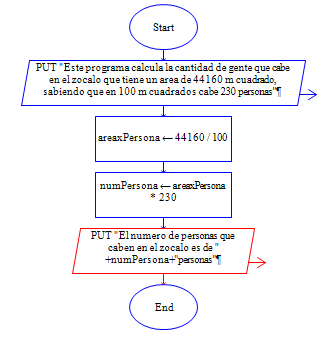 Start
PUT "Este programa calcula la cantidad de gente que cabe
en el zocalo que tiene un area de 44160 m cuadrado,
sabiendo que en 100 m cuadrados cabe 230 personas"¶
areaxPersona ← 44160 / 100
numPersona ← areaxPersona
* 230
PUT "El numero de personas que
caben en el zocalo es de "
+numPersona+"personas"¶
End